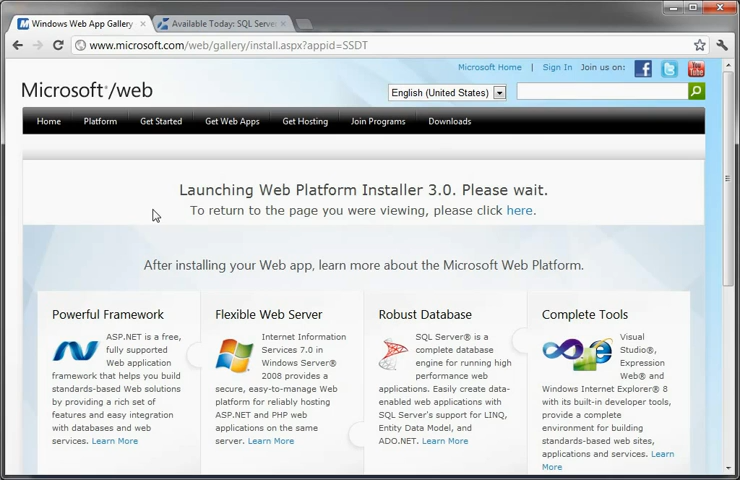 Windows Web App Gallery
Available Today: SQL Server
www.microsoft.com/web/gallery/install.aspx?appid=SSDT
Microsoft Home | Sign In Join us on:
Microsoft®/web
English (United States)
Home Platform Get Started Get Web Apps Get Hosting Join Programs Downloads
Launching Web Platform Installer 3.0. Please wait.
To return to the page you were viewing, please click here.
After installing your Web app, learn more about the Microsoft Web Platform.
Powerful Framework
ASP.NET is a free,
fully supported
Web application
framework that helps you build
standards-based Web solutions
by providing a rich set of
features and easy integration
with databases and web
services. Learn More
Flexible Web Server
Internet Information
Services 7.0 in
Windows Server®
2008 provides a
secure, easy-to-manage Web
platform for reliably hosting
ASP.NET and PHP web
applications on the same
server. Learn More
Robust Database
SQL Server® is a
complete database
engine for running high
performance web
applications. Easily create data-
enabled web applications with
SQL Server's support for LINQ,
Entity Data Model, and
ADO.NET. Learn More
Complete Tools
Visual
Studio®,
Expression
Web® and
Windows Internet Explorer® 8
with its built-in developer tools,
provide a complete
environment for building
standards-based web sites,
applications and services. Learn
More